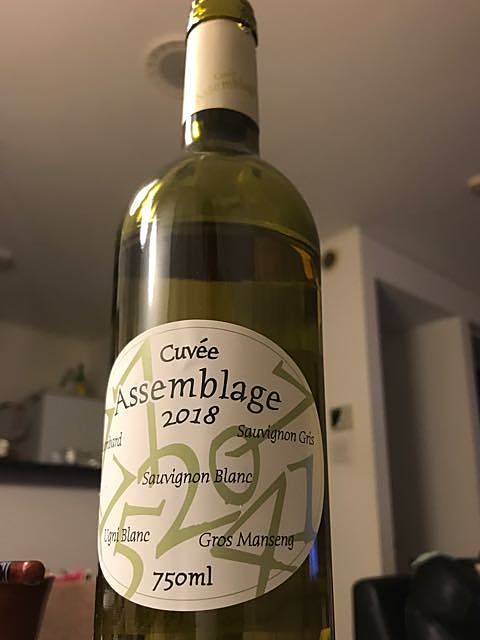 Cuvée
Assemblage
2018
Sauvignon Gris
Sauvignon Blanc
Ugni Blanc
Gros Manseng
750ml